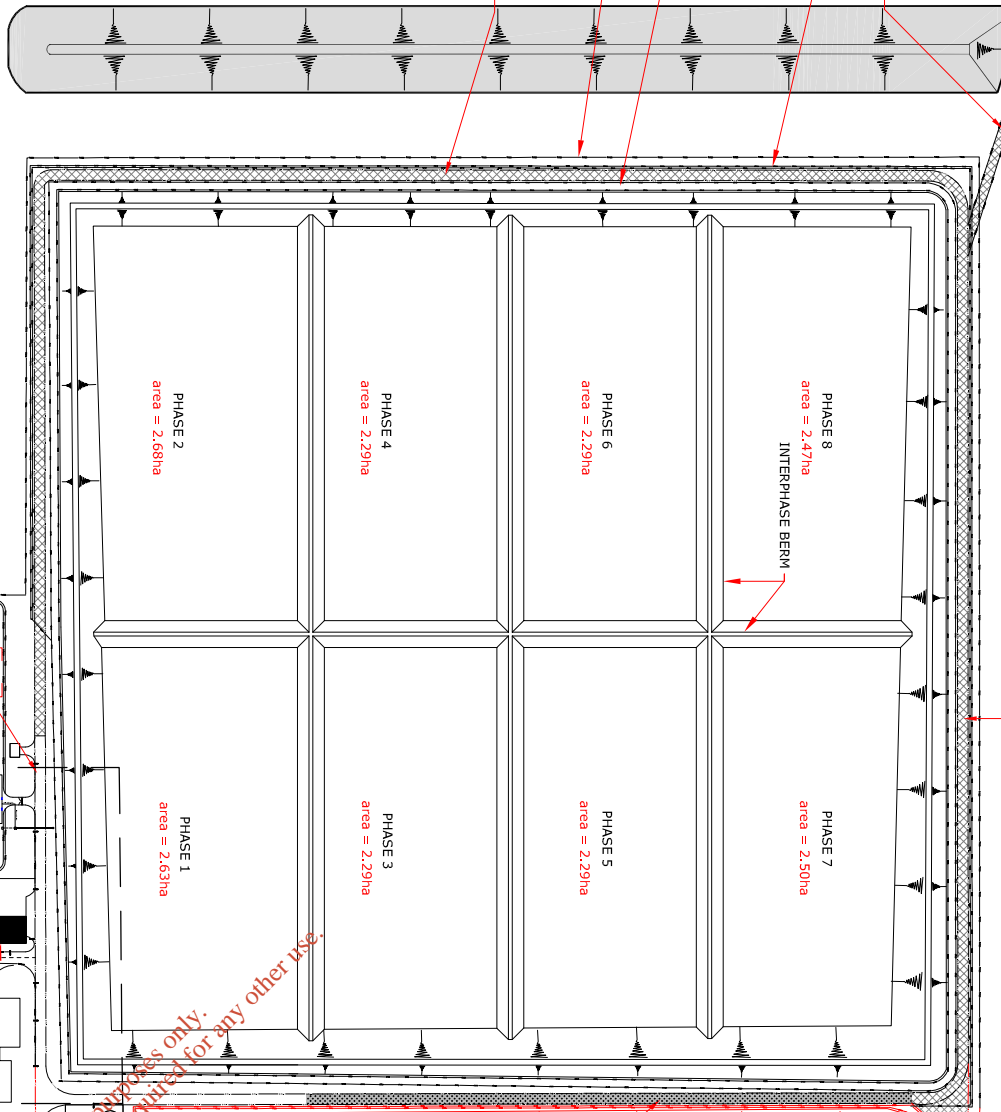 PHASE 2
area = 2.68ha
PHASE 4
area = 2.29ha
PHASE 6
area = 2.29ha
PHASE 8
area = 2.47ha
INTERPHASE BERM
PHASE 1
area = 2.63ha
PHASE 3
area = 2.29ha
PHASE 5
area = 2.29ha
PHASE 7
area = 2.50ha
purposes only.
for any other use.